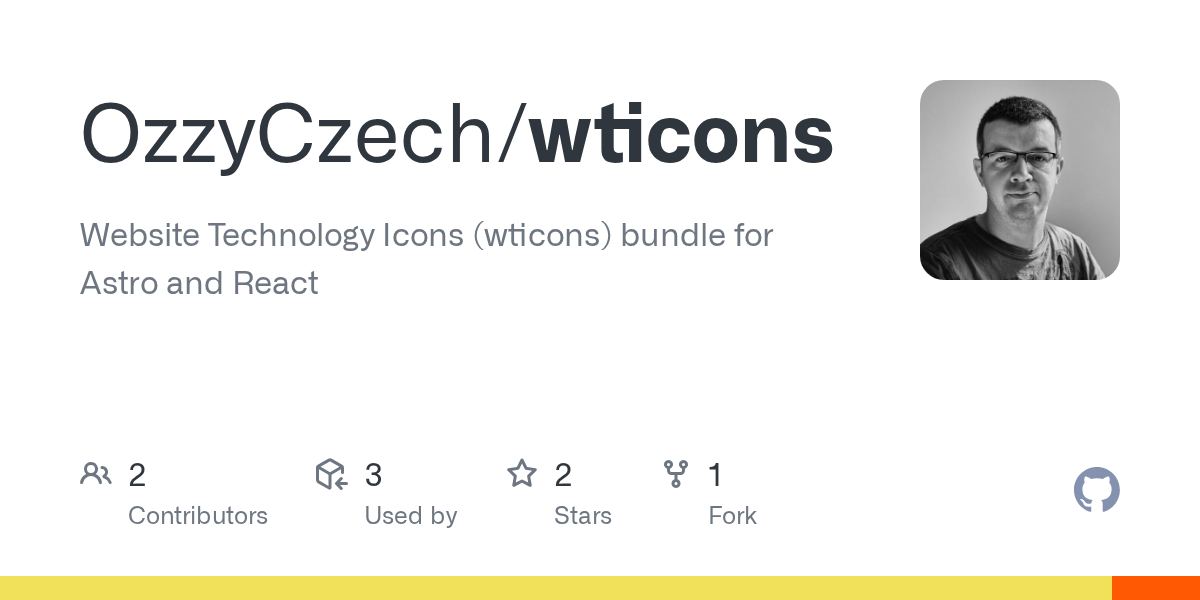 OzzyCzech/wticons
Website Technology Icons (wticons) bundle for
Astro and React
2 3 2 1
Contributors Used by Stars Fork